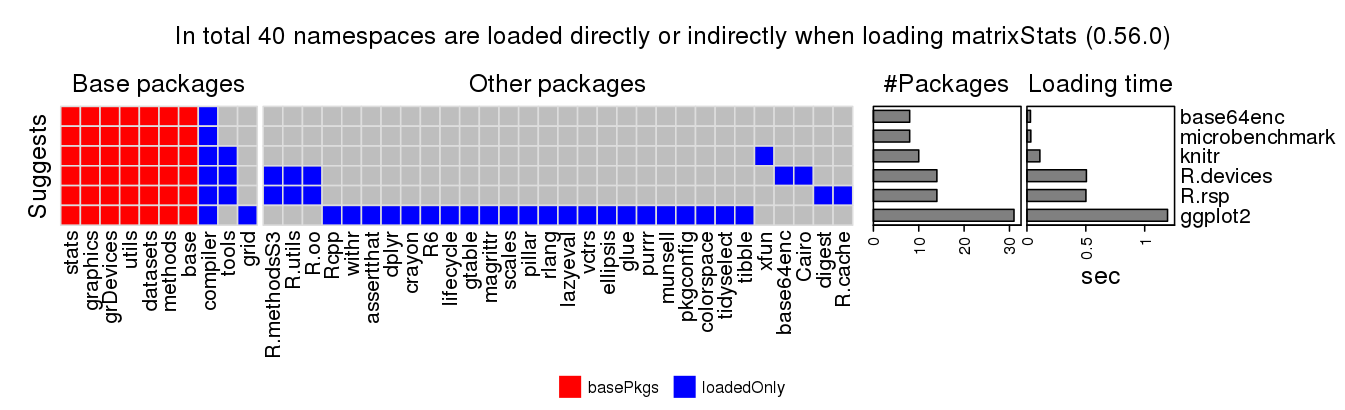 In total 40 namespaces are loaded directly or indirectly when loading matrixStats (0.56.0)
Base packages
Other packages
#Packages
Loading time
Suggests
base64enc
microbenchmark
knitr
R.devices
R.rsp
ggplot2
stats
graphics
grDevices
utils
datasets
methods
base
compiler
tools
grid
R.methodsS3
R.utils
R.oo
Rcpp
withr
assertthat
dplyr
crayon
R6
lifecycle
gtable
magrittr
scales
pillar
rlang
lazyeval
vctrs
ellipsis
glue
purrr
munsell
pkgconfig
colorspace
tidyselect
tibble
xfun
base64enc
Cairo
digest
R.cache
0
10
20
30
0
0.5
1
sec
basePkgs
loadedOnly